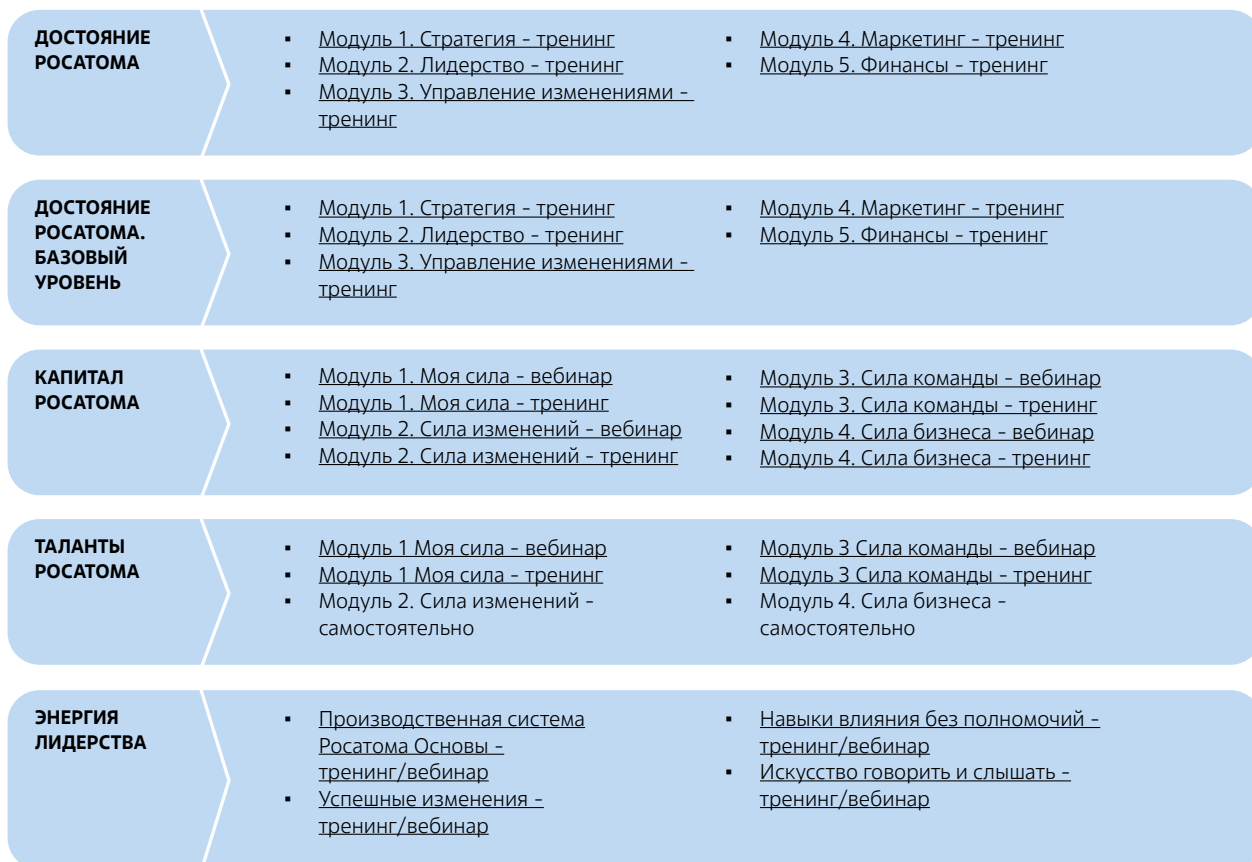 ДОСТОЯНИЕ
РОСАТОМА
▪ Модуль 1. Стратегия - тренинг
▪ Модуль 2. Лидерство - тренинг
▪ Модуль 3. Управление изменениями -
тренинг
▪ Модуль 4. Маркетинг - тренинг
▪ Модуль 5. Финансы - тренинг
ДОСТОЯНИЕ
РОСАТОМА.
БАЗОВЫЙ
УРОВЕНЬ
▪ Модуль 1. Стратегия - тренинг
▪ Модуль 2. Лидерство - тренинг
▪ Модуль 3. Управление изменениями -
тренинг
▪ Модуль 4. Маркетинг - тренинг
▪ Модуль 5. Финансы - тренинг
КАПИТАЛ
РОСАТОМА
▪ Модуль 1. Моя сила - вебинар
▪ Модуль 1. Моя сила - тренинг
▪ Модуль 2. Сила изменений - вебинар
▪ Модуль 2. Сила изменений - тренинг
▪ Модуль 3. Сила команды - вебинар
▪ Модуль 3. Сила команды - тренинг
▪ Модуль 4. Сила бизнеса - вебинар
▪ Модуль 4. Сила бизнеса - тренинг
ТАЛАНТЫ
РОСАТОМА
▪ Модуль 1 Моя сила - вебинар
▪ Модуль 1 Моя сила - тренинг
▪ Модуль 2. Сила изменений -
самостоятельно
▪ Модуль 3 Сила команды - вебинар
▪ Модуль 3 Сила команды - тренинг
▪ Модуль 4. Сила бизнеса -
самостоятельно
ЭНЕРГИЯ
ЛИДЕРСТВА
▪ Производственная система
Росатома Основы -
тренинг/вебинар
▪ Успешные изменения -
тренинг/вебинар
▪ Навыки влияния без полномочий -
тренинг/вебинар
▪ Искусство говорить и слышать -
тренинг/вебинар